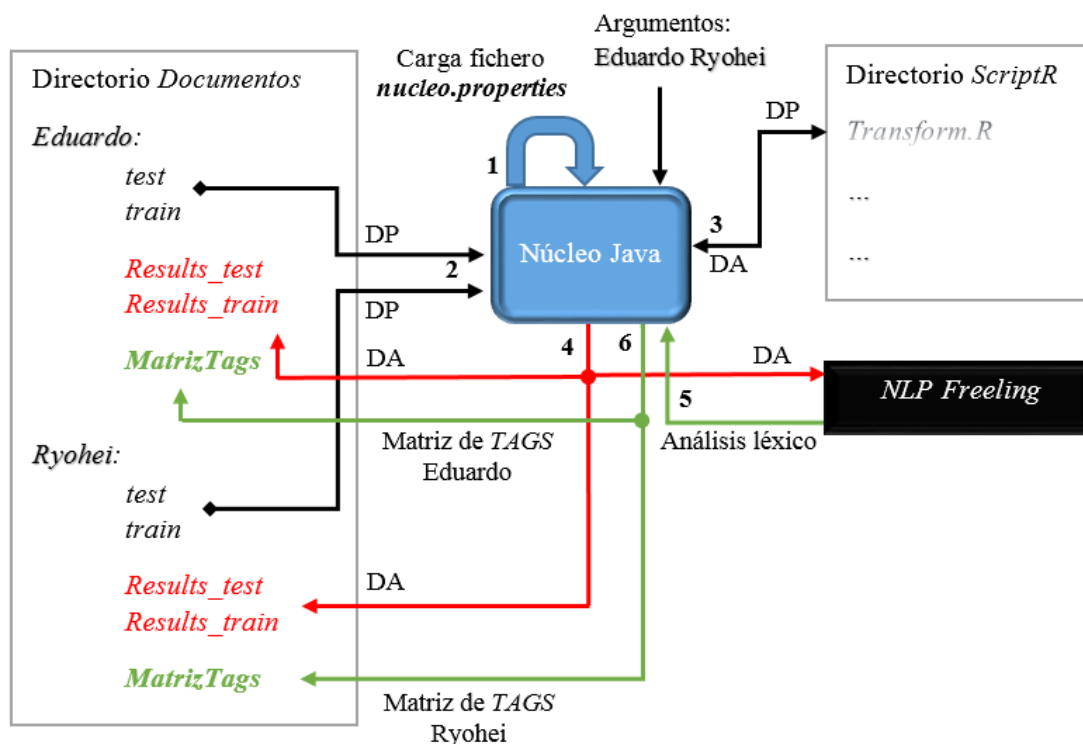 Argumentos:
Eduardo Ryohei
Carga fichero
nucleo.properties
Directorio Documentos
Directorio ScriptR
Eduardo:
test
train
DP
Transform.R
...
...
1
3
DA
Núcleo Java
DP
2
DP
Results_test
Results_train
4
6
MatrizTags
DA
DA
NLP Freeling
5
Análisis léxico
Matriz de TAGS
Eduardo
Ryohei:
test
train
Results_test
Results_train
DA
MatrizTags
Matriz de TAGS
Ryohei